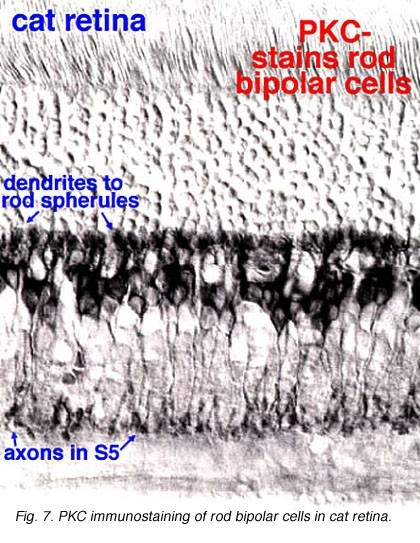 cat retina
PKC-
stains rod
bipolar cells
dendrites to
rod spherules
axons in S5
Fig. 7. PKC immunostaining of rod bipolar cells in cat retina.